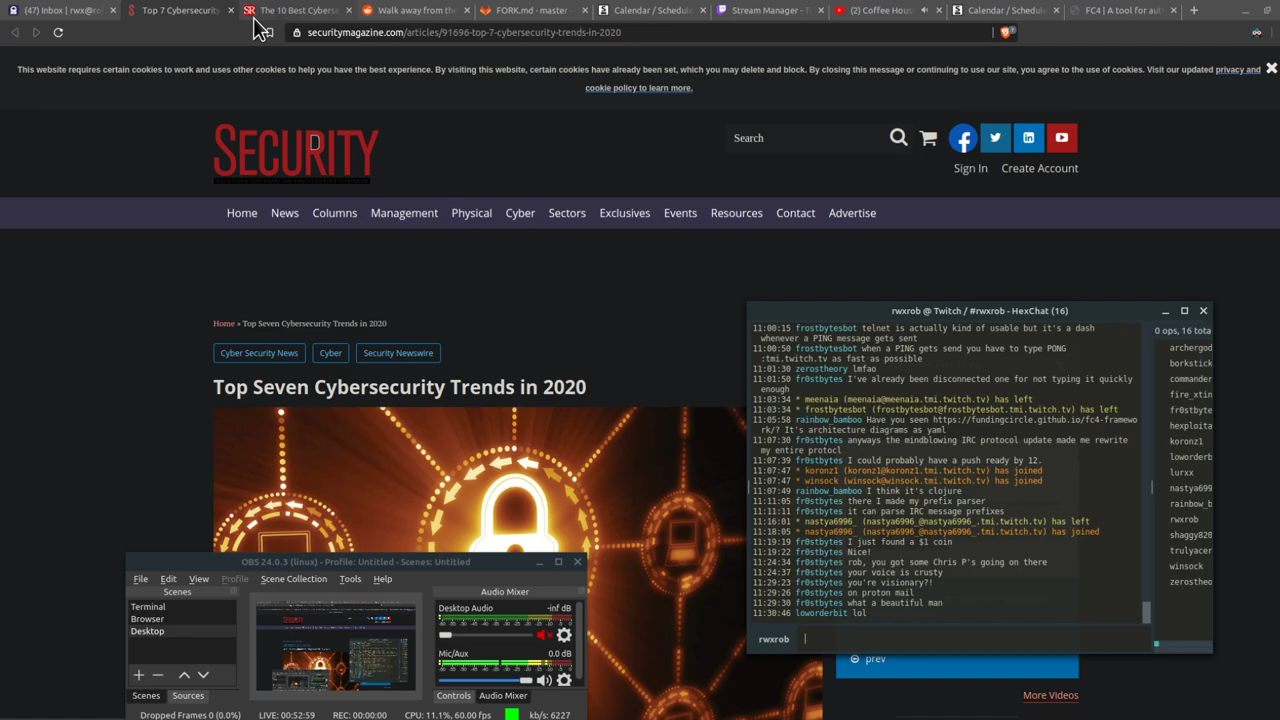 (47) Inbox | rwx@ro
Top 7 Cybersecurity
SR The 10 Best Cyberse
Walk away from th
FORK.md - master
Calendar / Schedule
Stream Manager - T
(2) Coffee Hous
Calendar / Schedule
FC4 | A tool for aut
securitymagazine.com/articles/91696-top-7-cybersecurity-trends-in-2020
This website requires certain cookies to work and uses other cookies to help you have the best experience. By visiting this website, certain cookies have already been set, which you may delete and block. By closing this message or continuing to use our site, you agree to the use of cookies. Visit our updated privacy and
cookie policy to learn more.
SECURITY
Search
Sign In Create Account
Home News Columns Management Physical Cyber Sectors Exclusives Events Resources Contact Advertise
Home » Top Seven Cybersecurity Trends in 2020
Cyber Security News Cyber Security Newswire
Top Seven Cybersecurity Trends in 2020
rwxrob @ Twitch / #rwxrob - HexChat (16)
11:00:15 frostbytesbot telnet is actually kind of usable but it's a dash
whenever a PING message gets sent
11:00:50 frostbytesbot when a PING gets send you have to type PONG
:tmi.twitch.tv as fast as possible
11:01:30 zerostheory lmfao
11:01:50 fr0stbytes I've already been disconnected one for not typing it quickly
enough
11:03:34 * meenaia (meenaia@meenaia.tmi.twitch.tv) has left
11:03:34 * frostbytesbot (frostbytesbot@frostbytesbot.tmi.twitch.tv) has left
11:05:58 rainbow_bamboo Have you seen https://fundingcircle.github.io/fc4-framewo
rk/? It's architecture diagrams as yaml
11:07:30 fr0stbytes anyways the mindblowing IRC protocol update made me rewrite
my entire protocl
11:07:39 fr0stbytes I could probably have a push ready by 12.
11:07:47 * koronz1 (koronz1@koronz1.tmi.twitch.tv) has joined
11:07:47 * winsock (winsock@winsock.tmi.twitch.tv) has joined
11:07:49 rainbow_bamboo I think it's clojure
11:11:05 fr0stbytes there I made my prefix parser
11:11:11 fr0stbytes it can parse IRC message prefixes
11:16:01 * nastya6996_ (nastya6996_@nastya6996_.tmi.twitch.tv) has left
11:18:05 * nastya6996_ (nastya6996_@nastya6996_.tmi.twitch.tv) has joined
11:19:19 fr0stbytes I just found a $1 coin
11:19:22 fr0stbytes Nice!
11:24:34 fr0stbytes rob, you got some Chris P's going on there
11:24:37 fr0stbytes your voice is crusty
11:29:23 fr0stbytes you're visionary?!
11:29:26 fr0stbytes on proton mail
11:29:30 fr0stbytes what a beautiful man
11:30:46 loworderbit lol
rwxrob
0 ops, 16 tota
archergod
borkstick
commander
fire_xtin
fr0stbyte
hexploita
koronz1
loworderb
lurxx
nastya699
rainbow_b
rwxrob
shaggy820
trulyacer
winsock
zerostheo
OBS 24.0.3 (linux) - Profile: Untitled - Scenes: Untitled
File Edit View Profile Scene Collection Tools Help
Scenes
Terminal
Browser
Desktop
Scenes Sources
Audio Mixer
Desktop Audio -inf dB
Mic/Aux 0.0 dB
Controls Audio Mixer
Dropped Frames 0 (0.0%) LIVE: 00:52:59 REC: 00:00:00 CPU: 11.1%, 60.00 fps kb/s: 6227
prev
More Videos